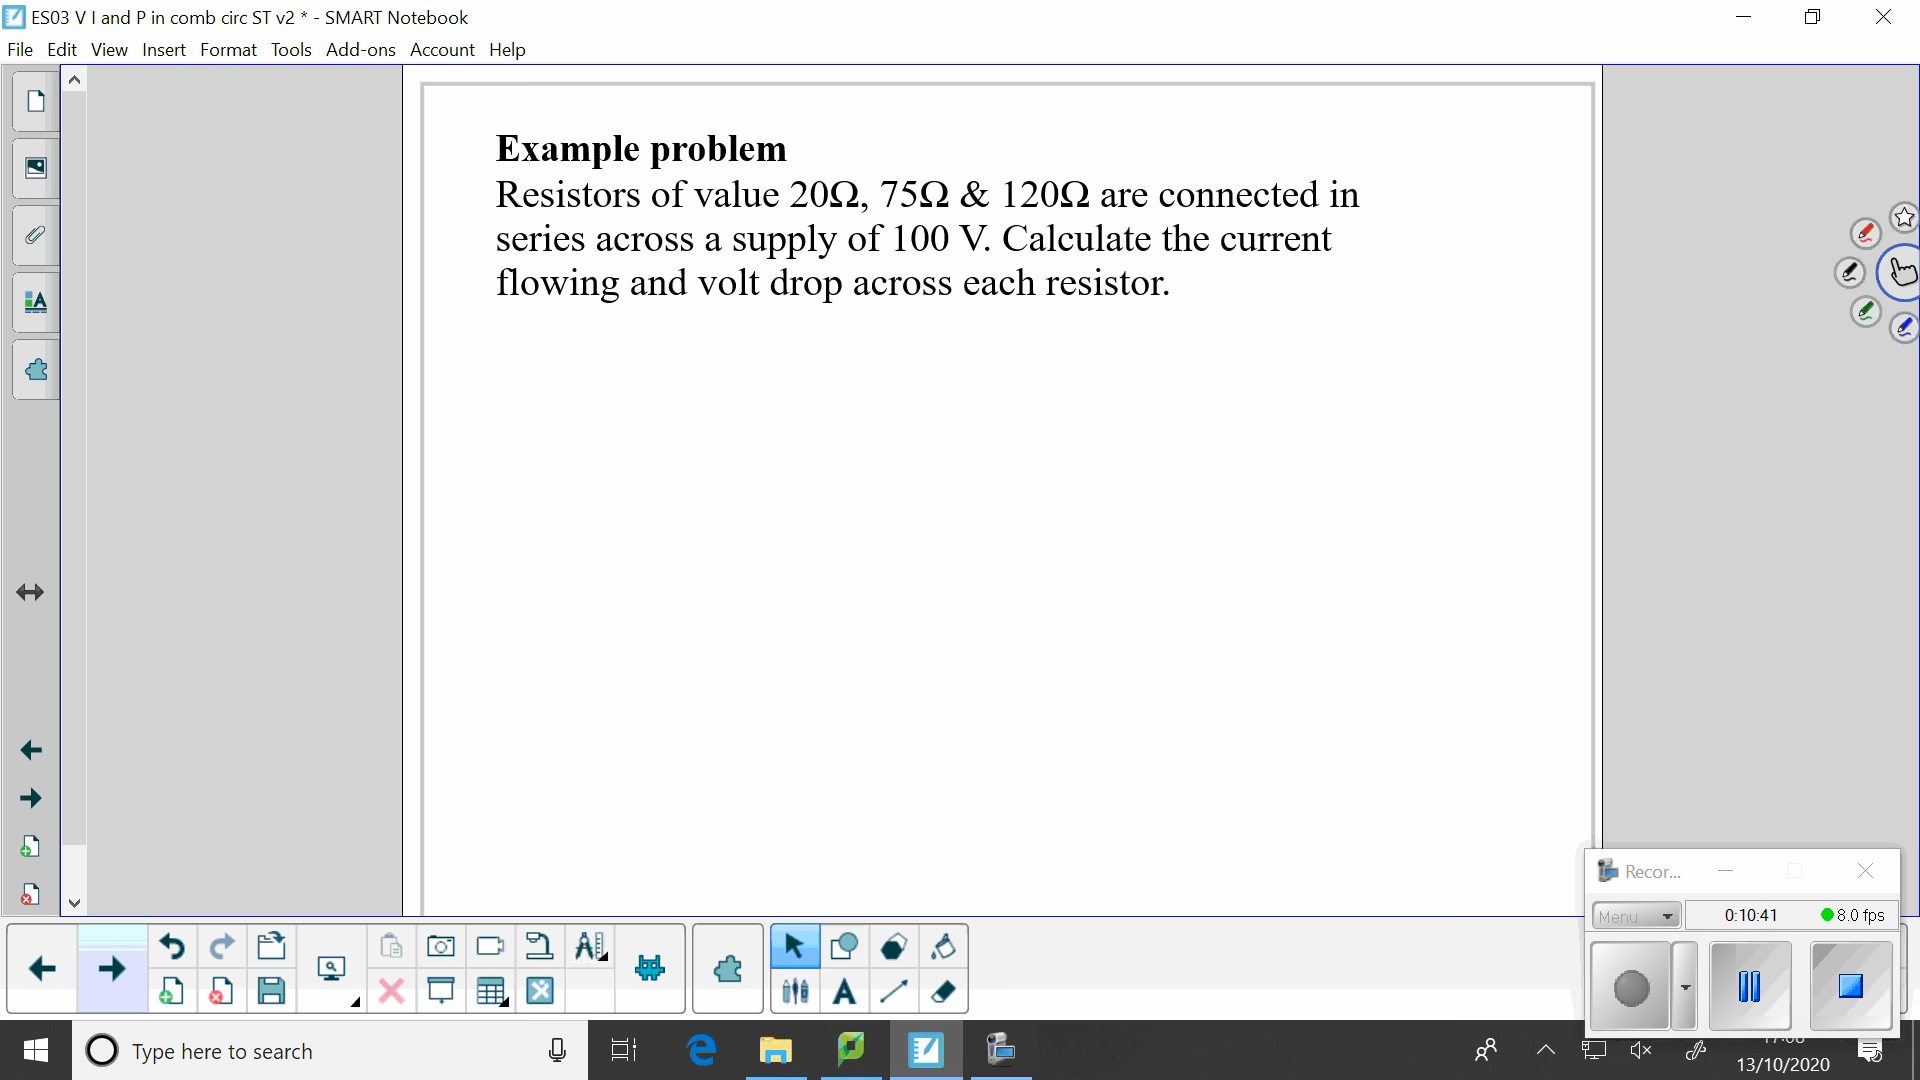 ES03 V I and P in comb circ ST v2 * - SMART Notebook
File Edit View Insert Format Tools Add-ons Account Help
Example problem
Resistors of value 20Ω, 75Ω & 120Ω are connected in
series across a supply of 100 V. Calculate the current
flowing and volt drop across each resistor.
Recor...
Menu
0:10:41
8.0 fps
Type here to search
13/10/2020